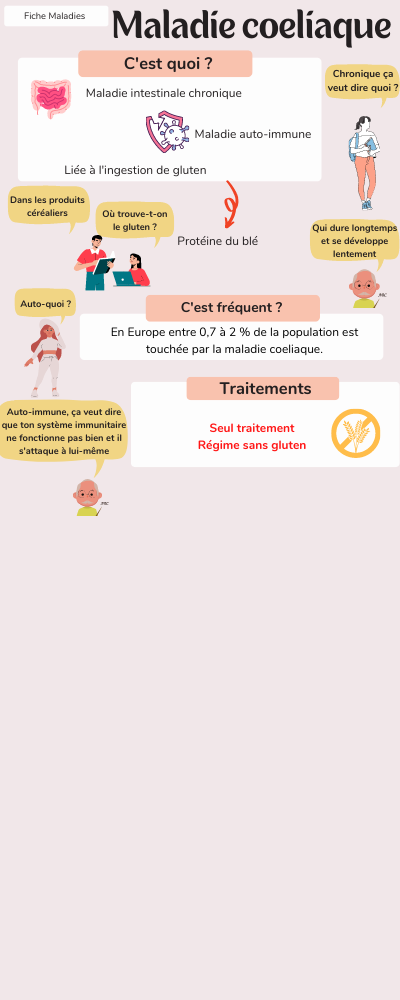 Fiche Maladies
Maladie coeliaque
C'est quoi ?
Maladie intestinale chronique
Maladie auto-immune
Liée à l'ingestion de gluten
Chronique ça
veut dire quoi ?
Dans les produits
céréaliers
Où trouve-t-on
le gluten ?
Protéine du blé
Qui dure longtemps
et se développe
lentement
Auto-quoi ?
C'est fréquent ?
En Europe entre 0,7 à 2 % de la population est
touchée par la maladie coeliaque.
Traitements
Seul traitement
Régime sans gluten
Auto-immune, ça veut dire
que ton système immunitaire
ne fonctionne pas bien et il
s'attaque à lui-même